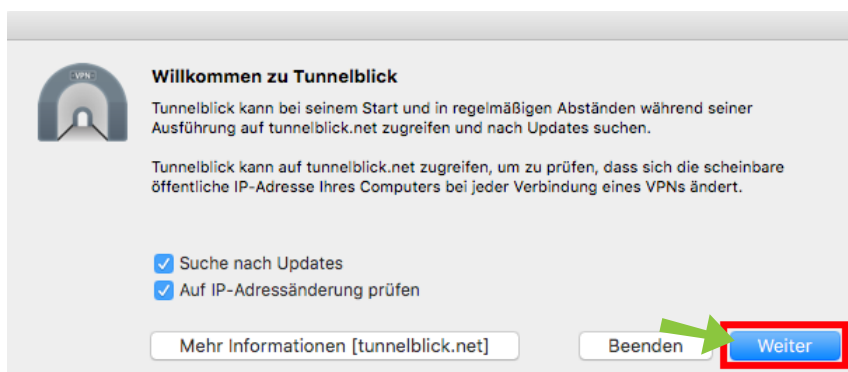 VPN
Willkommen zu Tunnelblick
Tunnelblick kann bei seinem Start und in regelmäßigen Abständen während seiner
Ausführung auf tunnelblick.net zugreifen und nach Updates suchen.
Tunnelblick kann auf tunnelblick.net zugreifen, um zu prüfen, dass sich die scheinbare
öffentliche IP-Adresse Ihres Computers bei jeder Verbindung eines VPNs ändert.
Suche nach Updates
Auf IP-Adressänderung prüfen
Mehr Informationen [tunnelblick.net] Beenden Weiter